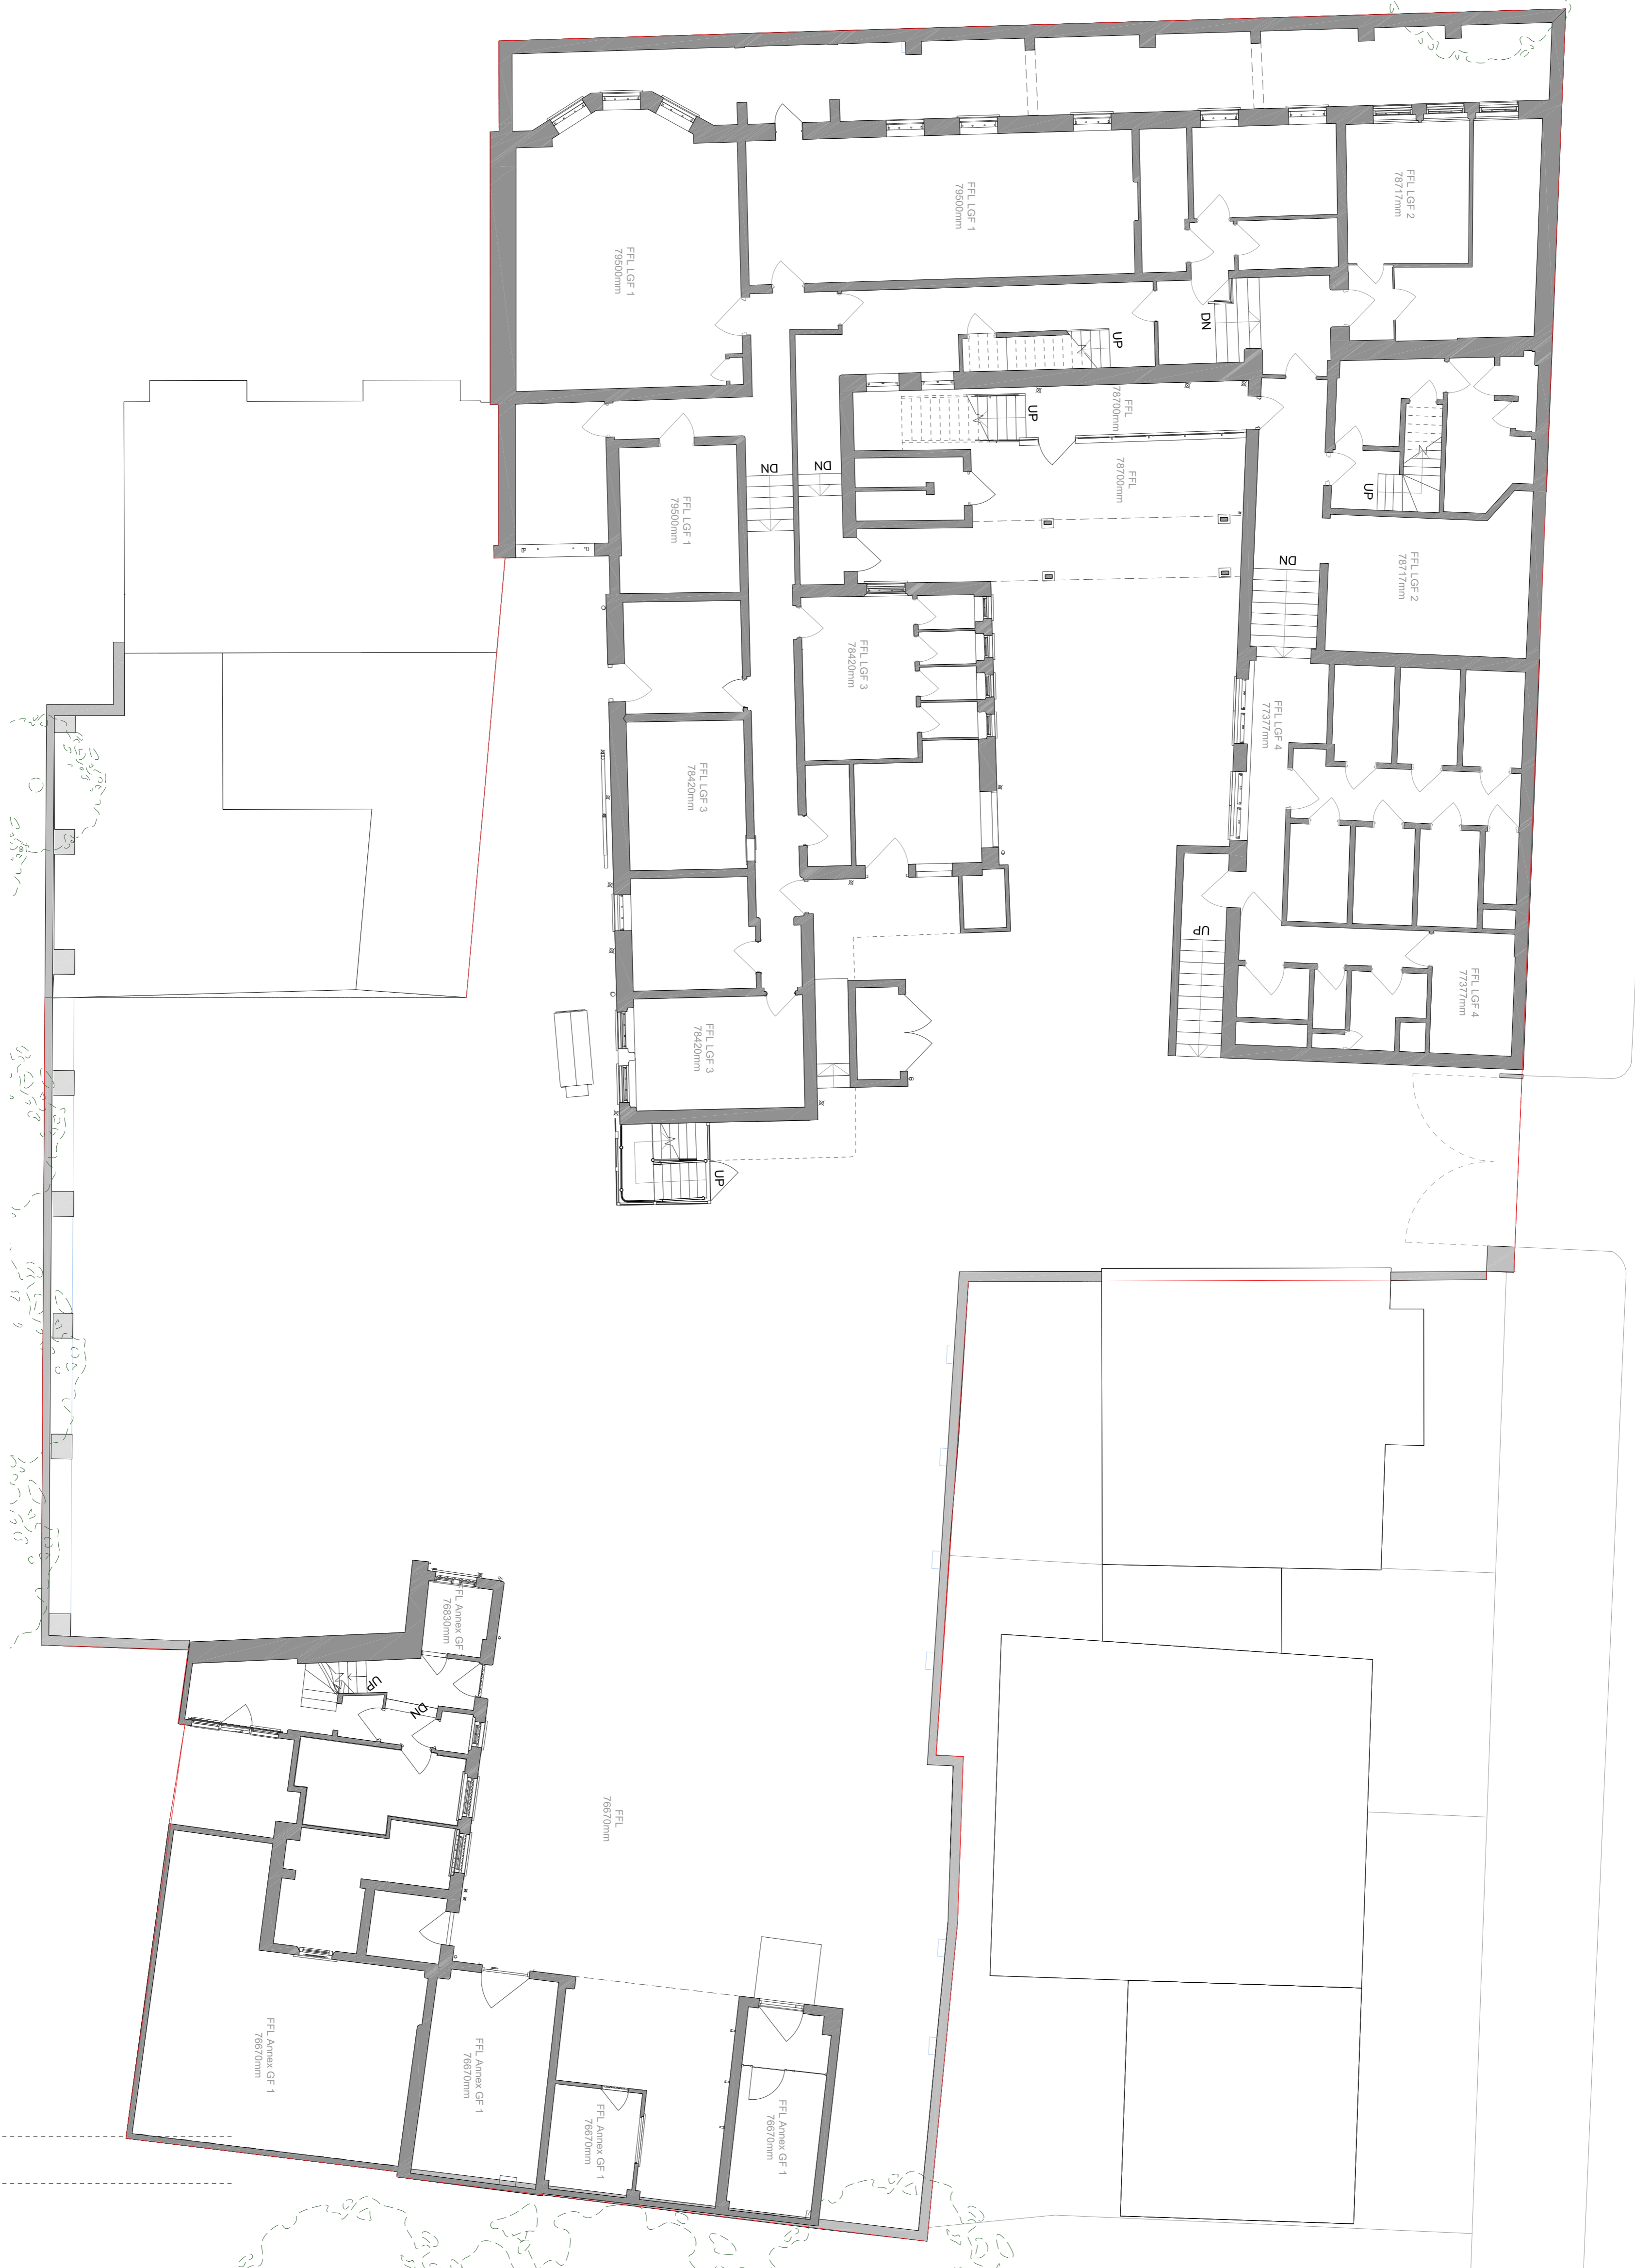 FFL LGF 1
79500mm
FFL LGF 1
79500mm
FFL LGF 2
78717mm
DN
UP
UP
FFL
78700mm
FFL
78700mm
DN
DN
FFL LGF 1
79500mm
UP
FFL LGF 2
78717mm
DN
FFL LGF 3
78420mm
FFL LGF 4
77377mm
FFL LGF 3
78420mm
UP
FFL LGF 4
77377mm
FFL LGF 3
78420mm
UP
FFL Annex GF
76830mm
UP
DN
FFL
76670mm
FFL Annex GF 1
76670mm
FFL Annex GF 1
76670mm
FFL Annex GF 1
76670mm
FFL Annex GF 1
76670mm